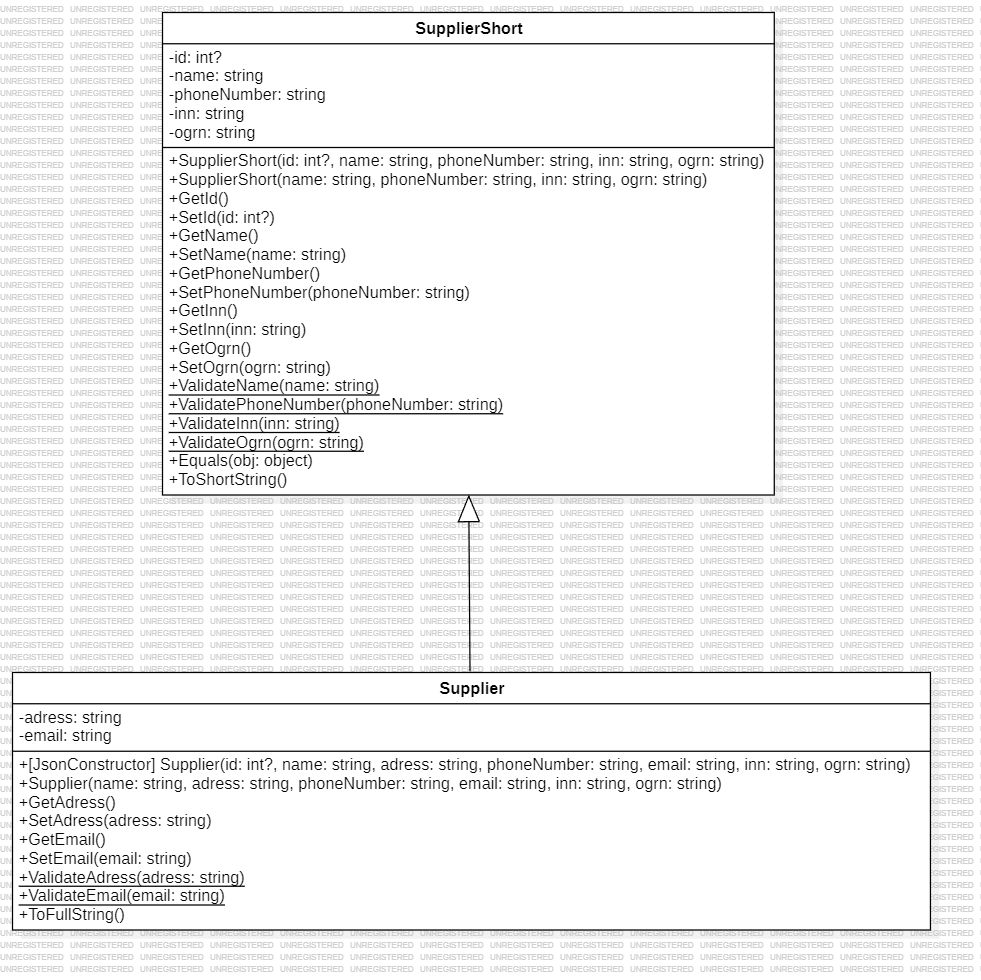 SupplierShort
-id: int?
-name: string
-phoneNumber: string
-inn: string
-ogrn: string
+SupplierShort(id: int?, name: string, phoneNumber: string, inn: string, ogrn: string)
+SupplierShort(name: string, phoneNumber: string, inn: string, ogrn: string)
+GetId()
+SetId(id: int?)
+GetName()
+SetName(name: string)
+GetPhoneNumber()
+SetPhoneNumber(phoneNumber: string)
+GetInn()
+SetInn(inn: string)
+GetOgrn()
+SetOgrn(ogrn: string)
+ValidateName(name: string)
+ValidatePhoneNumber(phoneNumber: string)
+ValidateInn(inn: string)
+ValidateOgrn(ogrn: string)
+Equals(obj: object)
+ToShortString()
Supplier
-adress: string
-email: string
+[JsonConstructor] Supplier(id: int?, name: string, adress: string, phoneNumber: string, email: string, inn: string, ogrn: string)
+Supplier(name: string, adress: string, phoneNumber: string, email: string, inn: string, ogrn: string)
+GetAdress()
+SetAdress(adress: string)
+GetEmail()
+SetEmail(email: string)
+ValidateAdress(adress: string)
+ValidateEmail(email: string)
+ToFullString()
UNREGISTERED